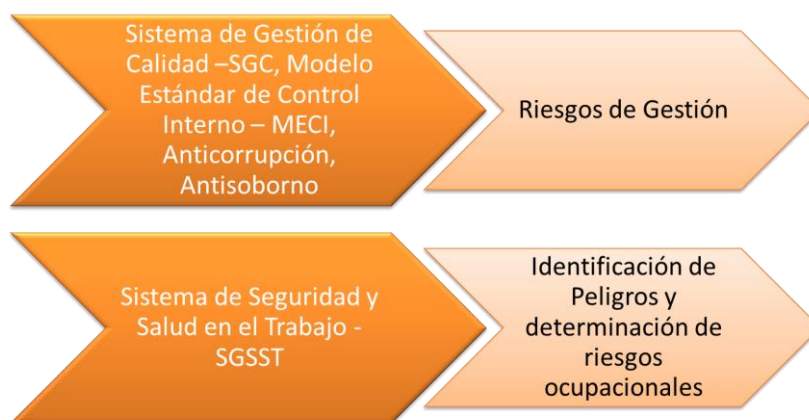 Sistema de Gestión de
Calidad –SGC, Modelo
Estándar de Control
Interno – MECI,
Anticorrupción,
Antisoborno
Riesgos de Gestión
Sistema de Seguridad y
Salud en el Trabajo -
SGSST
Identificación de
Peligros y
determinación de
riesgos
ocupacionales